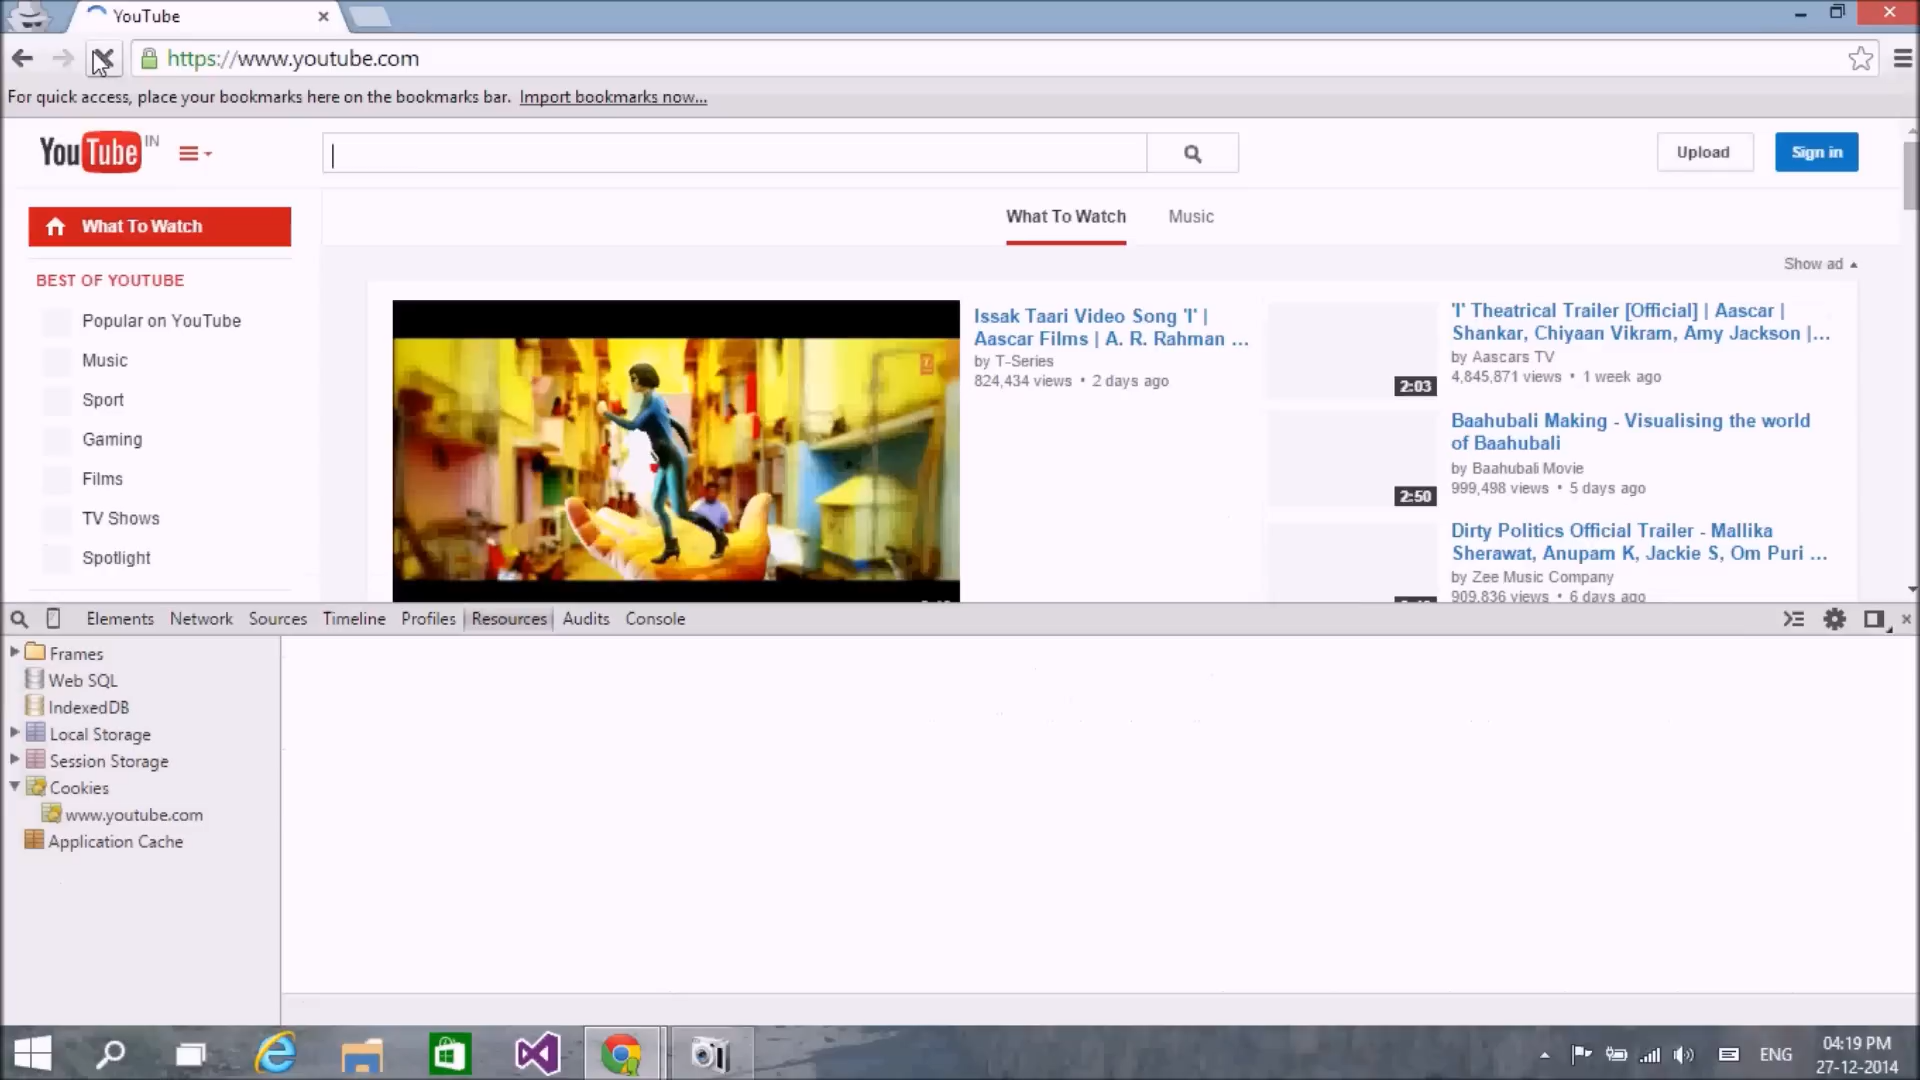 YouTube
https://www.youtube.com
For quick access, place your bookmarks here on the bookmarks bar. Import bookmarks now...
YouTube IN
Upload
Sign in
What To Watch
What To Watch
Music
BEST OF YOUTUBE
Show ad
Popular on YouTube
Music
Sport
Gaming
Films
TV Shows
Spotlight
Issak Taari Video Song 'I' |
Aascar Films | A. R. Rahman ...
by T-Series
824,434 views • 2 days ago
'I' Theatrical Trailer [Official] | Aascar |
Shankar, Chiyaan Vikram, Amy Jackson |...
by Aascars TV
4,845,871 views • 1 week ago
2:03
Baahubali Making - Visualising the world
of Baahubali
by Baahubali Movie
999,498 views • 5 days ago
2:50
Dirty Politics Official Trailer - Mallika
Sherawat, Anupam K, Jackie S, Om Puri ...
by Zee Music Company
909,836 views • 6 days ago
Elements Network Sources Timeline Profiles Resources Audits Console
Frames
Web SQL
IndexedDB
Local Storage
Session Storage
Cookies
www.youtube.com
Application Cache
ENG
04:19 PM
27-12-2014